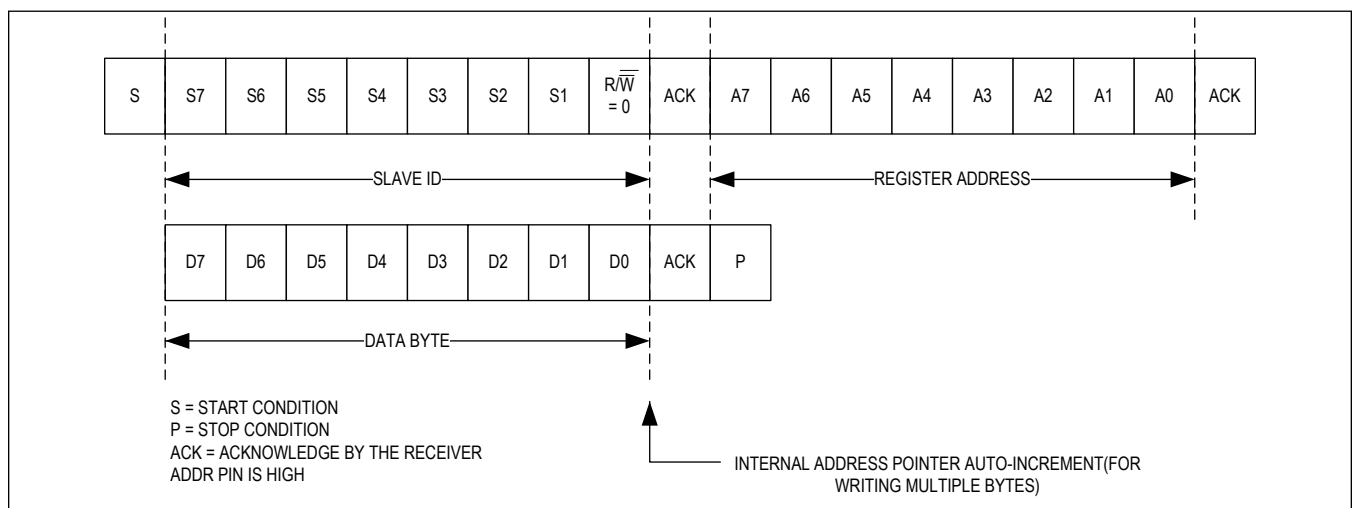 S S7 S6 S5 S4 S3 S2 S1 R/W̅ = 0 ACK A7 A6 A5 A4 A3 A2 A1 A0 ACK
SLAVE ID REGISTER ADDRESS
D7 D6 D5 D4 D3 D2 D1 D0 ACK P
DATA BYTE
S = START CONDITION
P = STOP CONDITION
ACK = ACKNOWLEDGE BY THE RECEIVER
ADDR PIN IS HIGH
INTERNAL ADDRESS POINTER AUTO-INCREMENT(FOR
WRITING MULTIPLE BYTES)